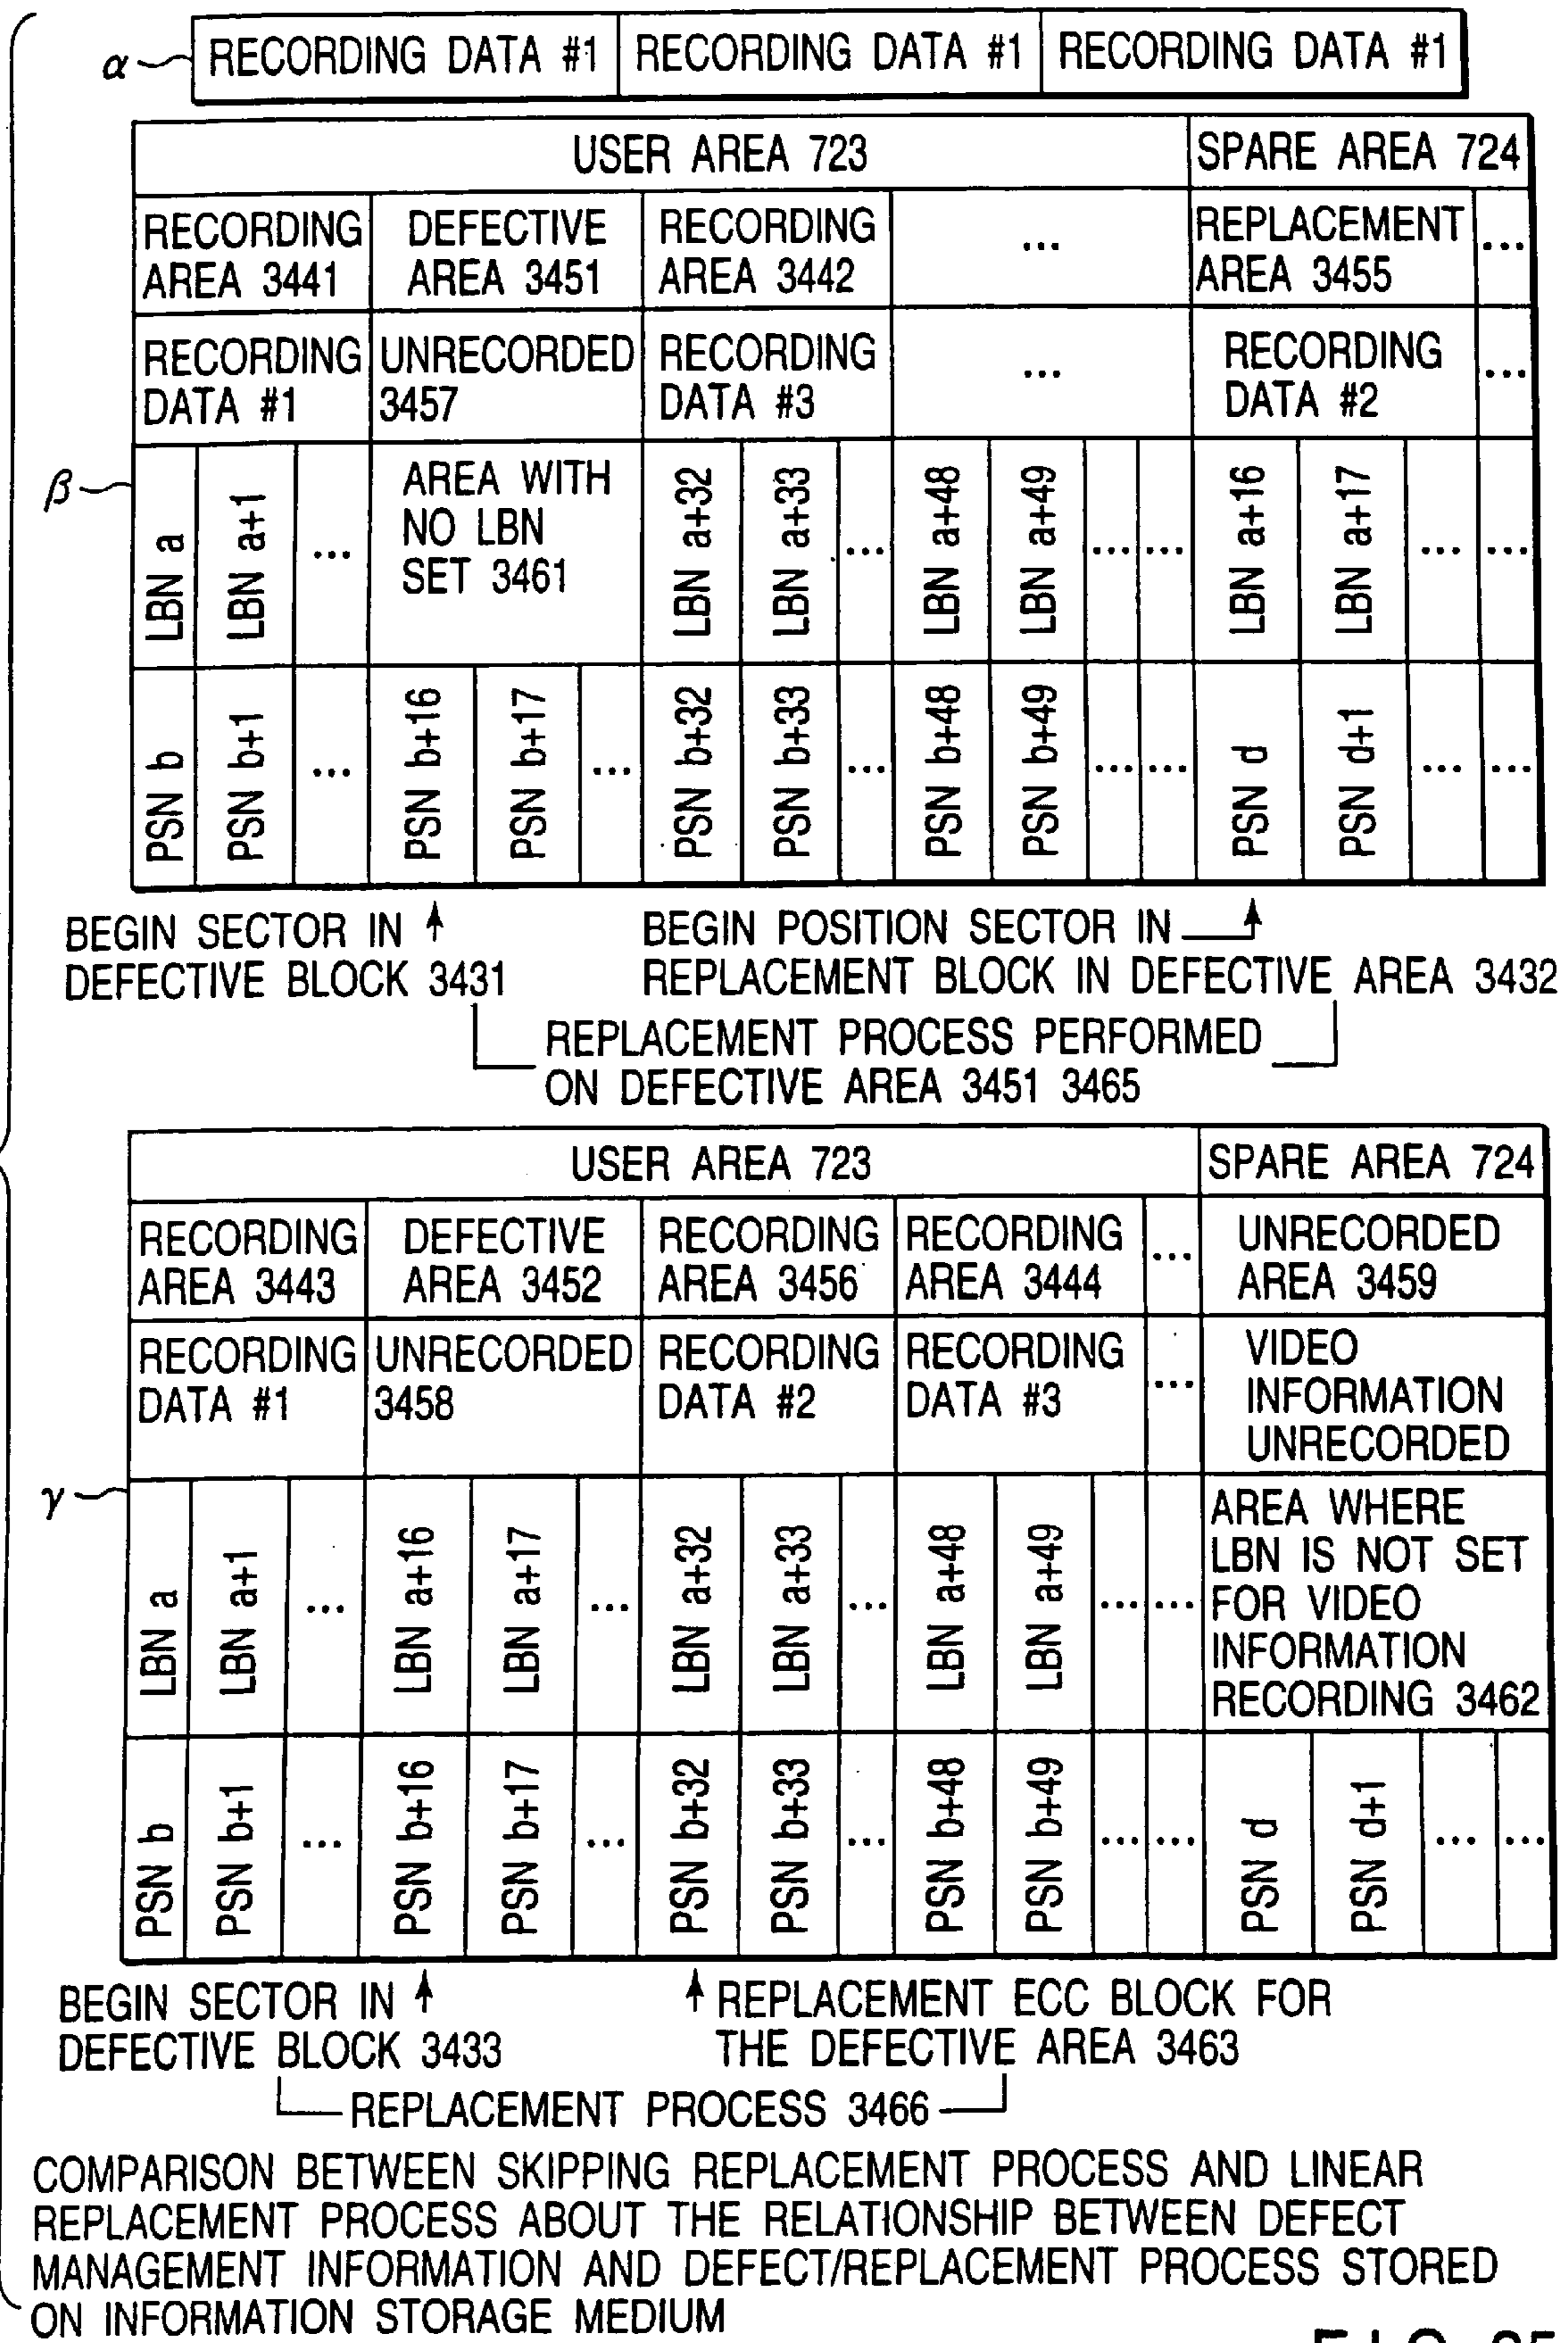 α
RECORDING DATA #1 RECORDING DATA #1 RECORDING DATA #1
USER AREA 723 SPARE AREA 724
RECORDING AREA 3441
DEFECTIVE AREA 3451
RECORDING AREA 3442
...
REPLACEMENT AREA 3455
...
RECORDING DATA #1
UNRECORDED 3457
RECORDING DATA #3
...
RECORDING DATA #2
...
β
LBN a
LBN a+1
...
AREA WITH
NO LBN
SET 3461
LBN a+32
LBN a+33
...
LBN a+48
LBN a+49
...
...
LBN a+16
LBN a+17
...
...
PSN b
PSN b+1
...
PSN b+16
PSN b+17
...
PSN b+32
PSN b+33
...
PSN b+48
PSN b+49
...
...
PSN d
PSN d+1
...
...
BEGIN SECTOR IN
DEFECTIVE BLOCK 3431
BEGIN POSITION SECTOR IN
REPLACEMENT BLOCK IN DEFECTIVE AREA 3432
REPLACEMENT PROCESS PERFORMED
ON DEFECTIVE AREA 3451 3465
USER AREA 723 SPARE AREA 724
RECORDING AREA 3443
DEFECTIVE AREA 3452
RECORDING AREA 3456
RECORDING AREA 3444
...
UNRECORDED AREA 3459
RECORDING DATA #1
UNRECORDED 3458
RECORDING DATA #2
RECORDING DATA #3
...
VIDEO
INFORMATION
UNRECORDED
γ
LBN a
LBN a+1
...
LBN a+16
LBN a+17
...
LBN a+32
LBN a+33
...
LBN a+48
LBN a+49
...
...
AREA WHERE
LBN IS NOT SET
FOR VIDEO
INFORMATION
RECORDING 3462
PSN b
PSN b+1
...
PSN b+16
PSN b+17
...
PSN b+32
PSN b+33
...
PSN b+48
PSN b+49
...
...
PSN d
PSN d+1
...
...
BEGIN SECTOR IN
DEFECTIVE BLOCK 3433
REPLACEMENT ECC BLOCK FOR
THE DEFECTIVE AREA 3463
REPLACEMENT PROCESS 3466
COMPARISON BETWEEN SKIPPING REPLACEMENT PROCESS AND LINEAR
REPLACEMENT PROCESS ABOUT THE RELATIONSHIP BETWEEN DEFECT
MANAGEMENT INFORMATION AND DEFECT/REPLACEMENT PROCESS STORED
ON INFORMATION STORAGE MEDIUM